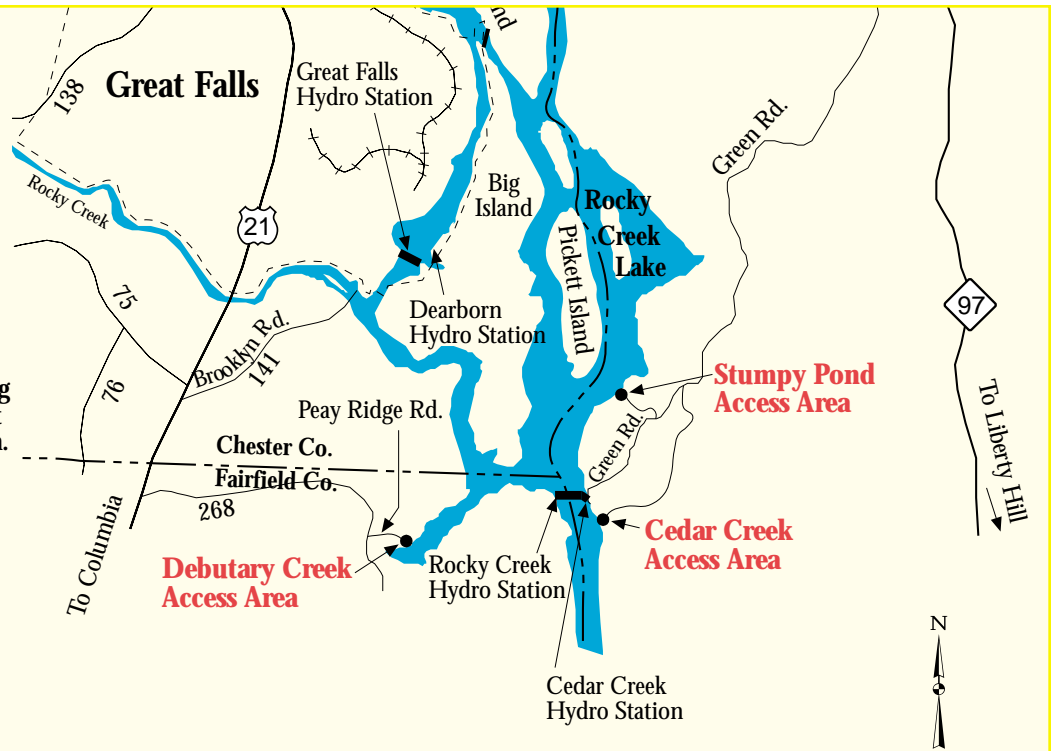 nd
Great Falls
138
Great Falls
Hydro Station
Green Rd.
Rocky Creek
Big
Island
Rocky
Creek
Lake
21
Pickett Island
97
75
Dearborn
Hydro Station
Brooklyn Rd.
141
76
g
Stumpy Pond
Access Area
Peay Ridge Rd.
To Liberty Hill
Chester Co.
Fairfield Co.
Green Rd.
268
To Columbia
Debutary Creek
Access Area
Rocky Creek
Hydro Station
Cedar Creek
Access Area
Cedar Creek
Hydro Station
N